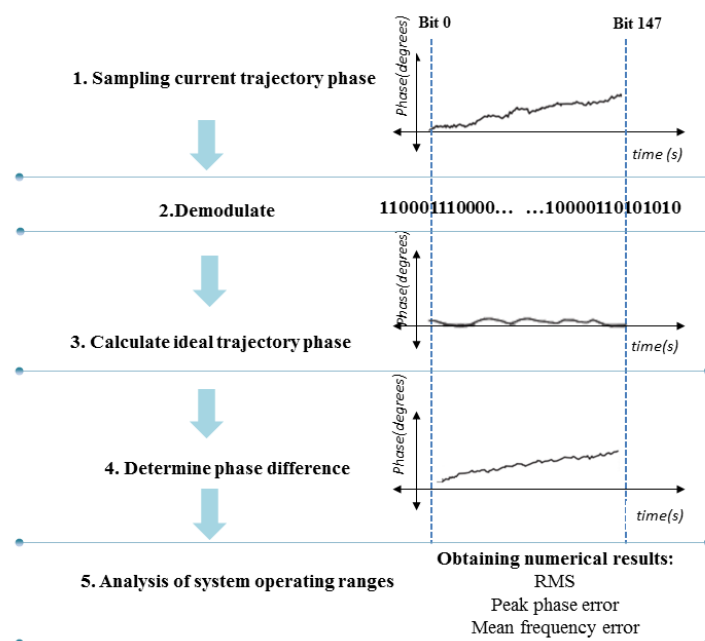 Bit 0
Bit 147
1. Sampling current trajectory phase
Phase(degrees)
time (s)
2.Demodulate
110001110000... ...10000110101010
Phase(degrees)
3. Calculate ideal trajectory phase
time(s)
Phase(degrees)
4. Determine phase difference
time(s)
5. Analysis of system operating ranges
Obtaining numerical results:
RMS
Peak phase error
Mean frequency error